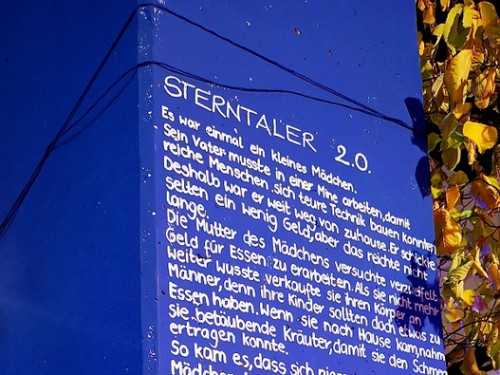 STERNTALER 2.0.
Es war einmal ein kleines Mädchen.
Sein Vater musste in einer Mine arbeiten, damit
reiche Menschen sich teure Technik bauen konnten
Deshalb war er weit weg von zuhause. Er schickte
selten ein wenig Geld, aber das reichte nicht
lange.
Die Mutter des Mädchens versuchte verzweifelt
Geld für Essen zu erarbeiten. Als sie nicht mehr
weiter wusste verkaufte sie ihren Körper an
Männer, denn ihre Kinder sollten doch etwas zu
Essen haben. Wenn sie nach Hause kam, nahm
sie betäubende Kräuter, damit sie den Schmerz
ertragen konnte.
So kam es, dass sich
Mädchen